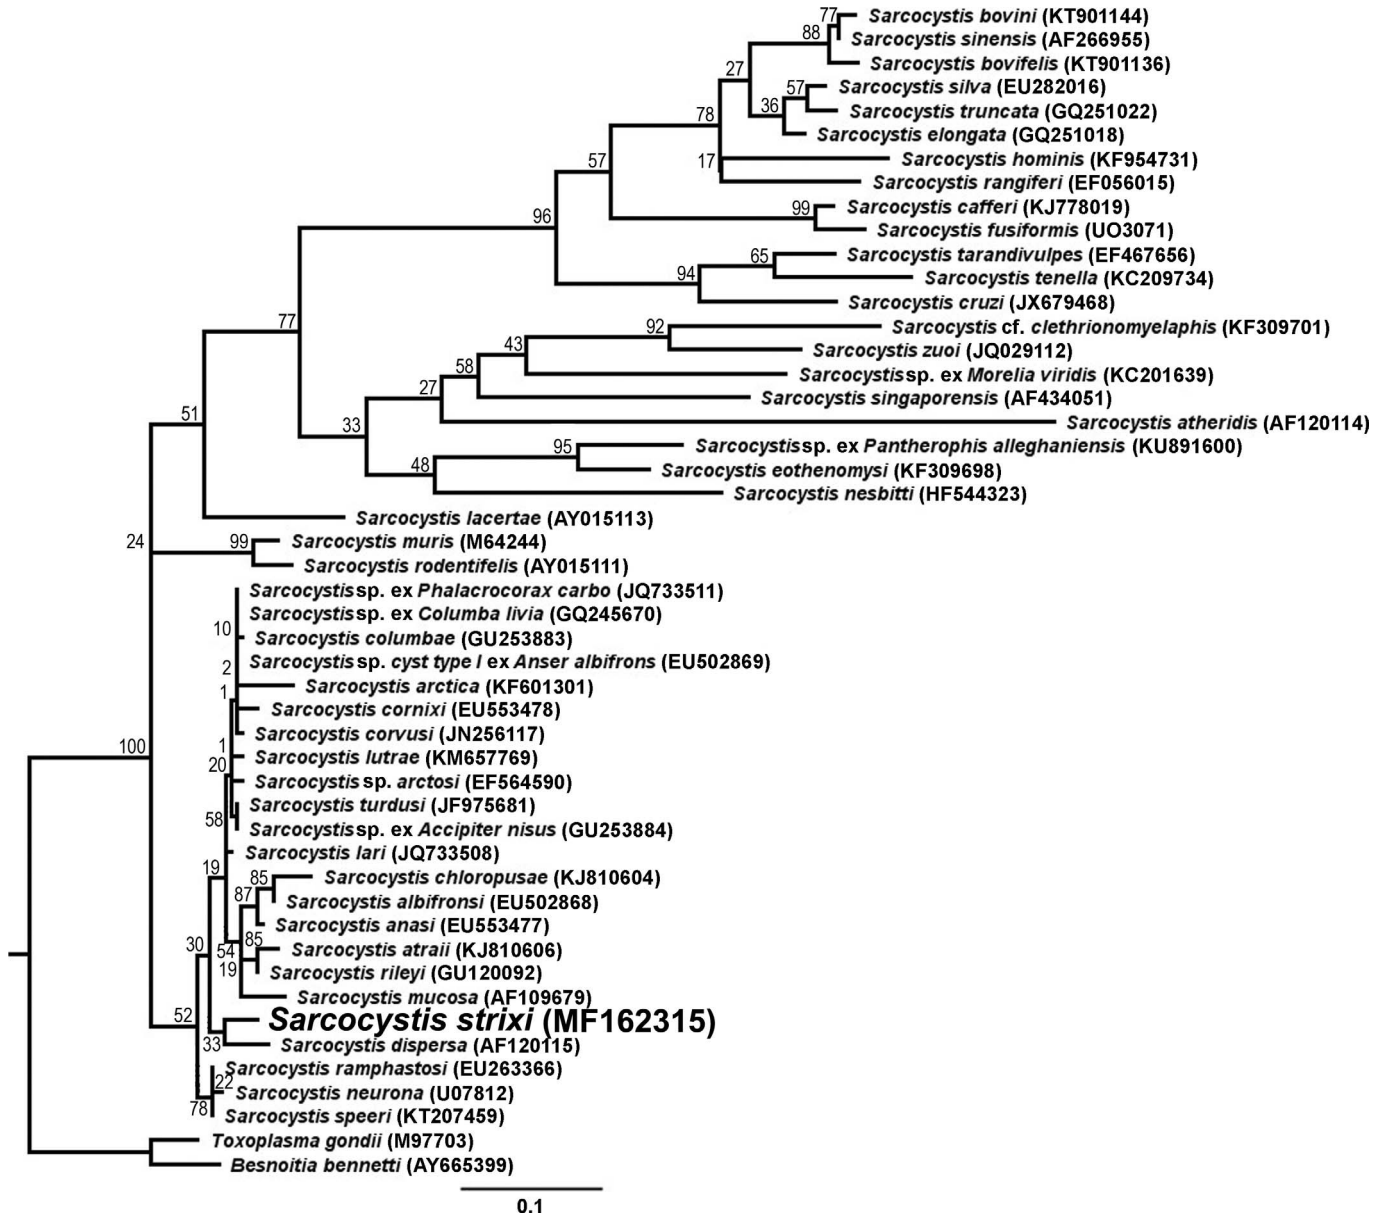 77
Sarcocystis bovini (KT901144)
88
Sarcocystis sinensis (AF266955)
Sarcocystis bovifelis (KT901136)
27
57
Sarcocystis silva (EU282016)
36
Sarcocystis truncata (GQ251022)
78
Sarcocystis elongata (GQ251018)
57
17
Sarcocystis hominis (KF954731)
Sarcocystis rangiferi (EF056015)
96
99
Sarcocystis cafferi (KJ778019)
Sarcocystis fusiformis (UO3071)
65
Sarcocystis tarandivulpes (EF467656)
94
Sarcocystis tenella (KC209734)
Sarcocystis cruzi (JX679468)
77
92
Sarcocystis cf. clethrionomyelaphis (KF309701)
43
Sarcocystis zuoi (JQ029112)
58
Sarcocystis sp. ex Morelia viridis (KC201639)
27
Sarcocystis singaporensis (AF434051)
51
33
Sarcocystis atheridis (AF120114)
95
Sarcocystis sp. ex Pantherophis alleghaniensis (KU891600)
48
Sarcocystis eothenomysi (KF309698)
Sarcocystis nesbitti (HF544323)
Sarcocystis lacertae (AY015113)
24
99
Sarcocystis muris (M64244)
Sarcocystis rodentifelis (AY015111)
Sarcocystis sp. ex Phalacrocorax carbo (JQ733511)
Sarcocystis sp. ex Columba livia (GQ245670)
10
Sarcocystis columbae (GU253883)
2
Sarcocystis sp. cyst type I ex Anser albifrons (EU502869)
1
Sarcocystis arctica (KF601301)
Sarcocystis cornixi (EU553478)
100
1
Sarcocystis corvusi (JN256117)
20
Sarcocystis lutrae (KM657769)
Sarcocystis sp. arctosi (EF564590)
Sarcocystis turdusi (JF975681)
58
Sarcocystis sp. ex Accipiter nisus (GU253884)
Sarcocystis lari (JQ733508)
19
85
Sarcocystis chloropusae (KJ810604)
87
Sarcocystis albifronsi (EU502868)
Sarcocystis anasi (EU553477)
30
54
85
Sarcocystis atraii (KJ810606)
19
Sarcocystis rileyi (GU120092)
Sarcocystis mucosa (AF109679)
52
Sarcocystis strixi (MF162315)
33
Sarcocystis dispersa (AF120115)
Sarcocystis ramphastosi (EU263366)
22
Sarcocystis neurona (U07812)
78
Sarcocystis speeri (KT207459)
Toxoplasma gondii (M97703)
Besnoitia bennetti (AY665399)
0.1